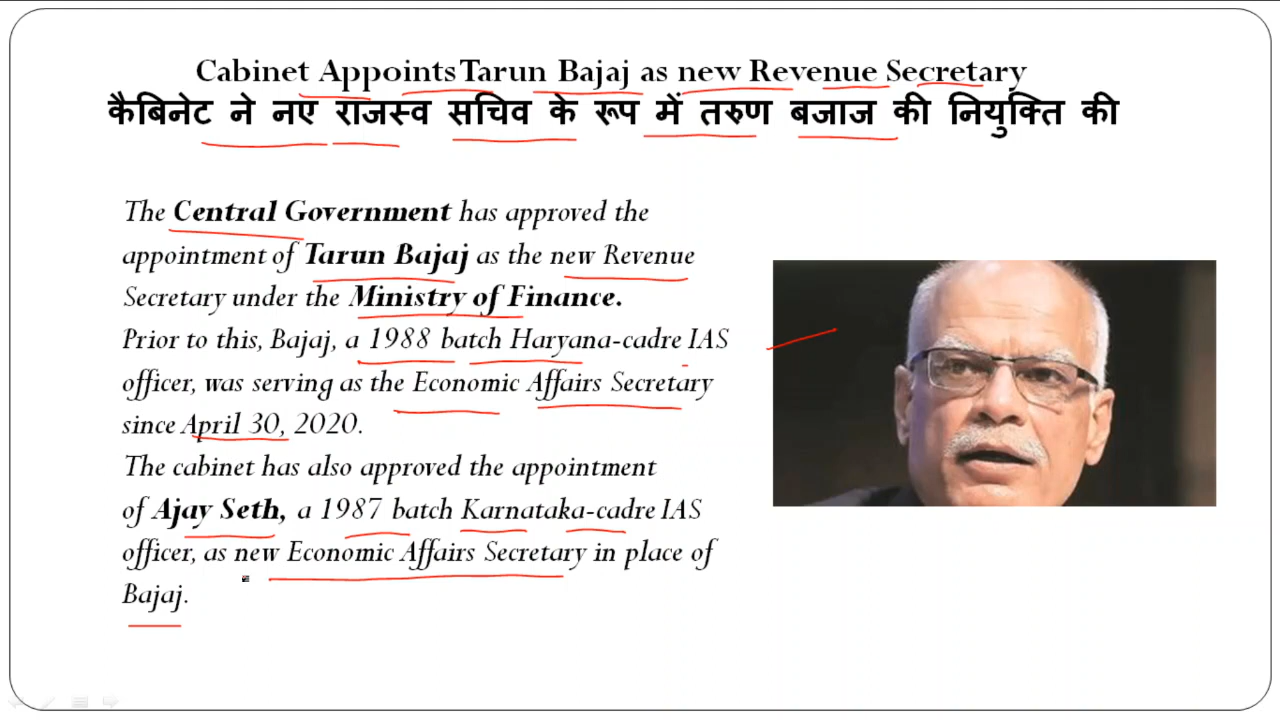 Cabinet Appoints Tarun Bajaj as new Revenue Secretary
कैबिनेट ने नए राजस्व सचिव के रूप में तरुण बजाज की नियुक्ति की
The Central Government has approved the
appointment of Tarun Bajaj as the new Revenue
Secretary under the Ministry of Finance.
Prior to this, Bajaj, a 1988 batch Haryana-cadre IAS
officer, was serving as the Economic Affairs Secretary
since April 30, 2020.
The cabinet has also approved the appointment
of Ajay Seth, a 1987 batch Karnataka-cadre IAS
officer, as new Economic Affairs Secretary in place of
Bajaj.